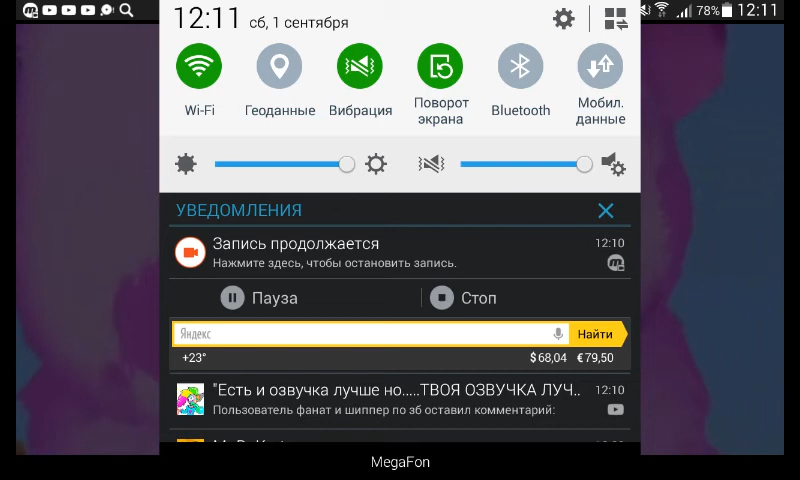 12:11 сб, 1 сентября
78% 12:11
Wi-Fi
Геоданные
Вибрация
Поворот
экрана
Bluetooth
Мобил.
данные
УВЕДОМЛЕНИЯ
Запись продолжается 12:10
Нажмите здесь, чтобы остановить запись.
Пауза Стоп
Яндекс Найти
+23° $68,04 €79,50
"Есть и озвучка лучше но.....ТВОЯ ОЗВУЧКА ЛУЧ.. 12:10
Пользователь фанат и шиппер по зб оставил комментарий:
MegaFon